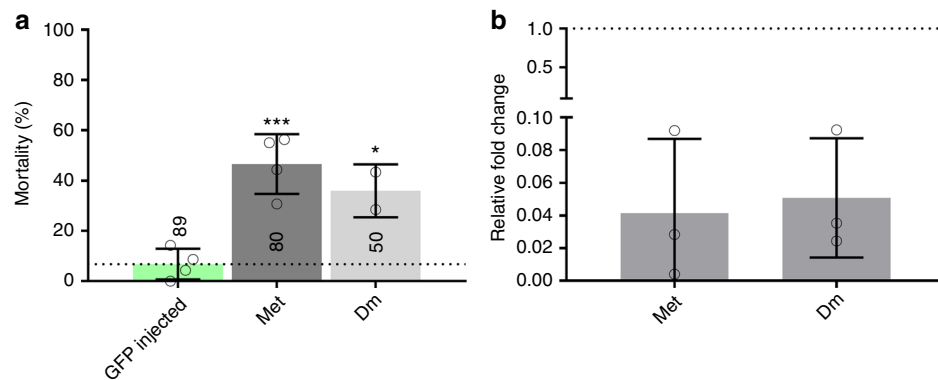 a
Mortality (%)
100
80
60
40
20
0
89
80
50
***
*
GFP injected
Met
Dm
b
Relative fold change
1.0
0.5
0.10
0.08
0.06
0.04
0.02
0.00
Met
Dm